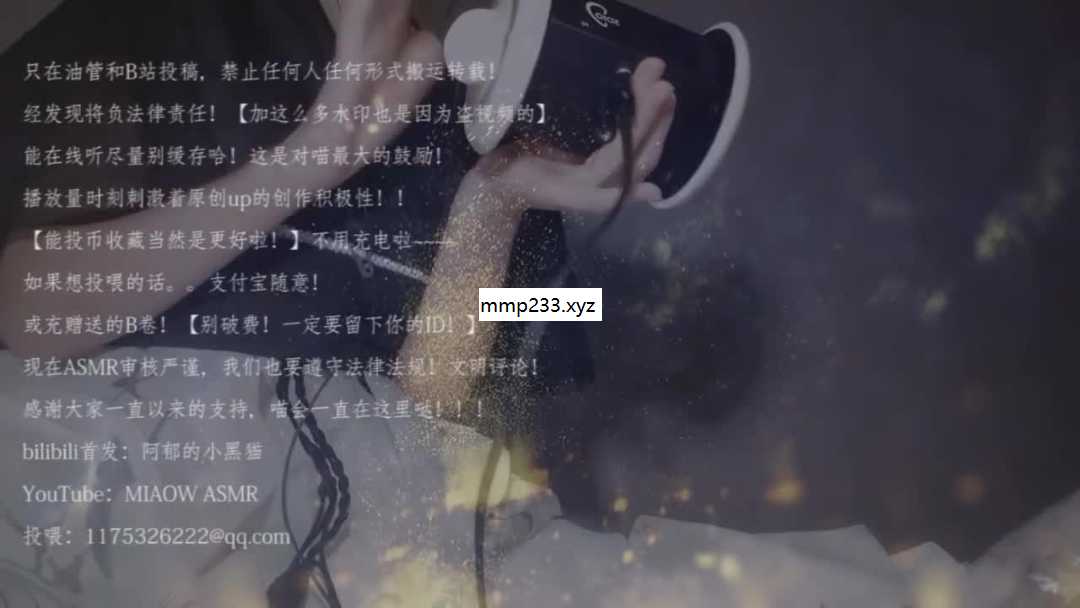 只在油管和B站投稿，禁止任何人任何形式搬运转载！
经发现将负法律责任！【加这么多水印也是因为盗视频的】
能在线听尽量别缓存哈！这是对喵最大的鼓励！
播放量时刻刺激着原创up的创作积极性！！
【能投币收藏当然是更好啦！】不用充电啦~~~~
如果想投喂的话。。支付宝随意！
mmp233.xyz
或充赠送的B卷！【别破费！一定要留下你的ID！】
现在ASMR审核严谨，我们也要遵守法律法规！文明评论！
感谢大家一直以来的支持，喵会一直在这里哒！！！
bilibili首发：阿郁的小黑猫
YouTube：MIAOW ASMR
投喂：1175326222@qq.com